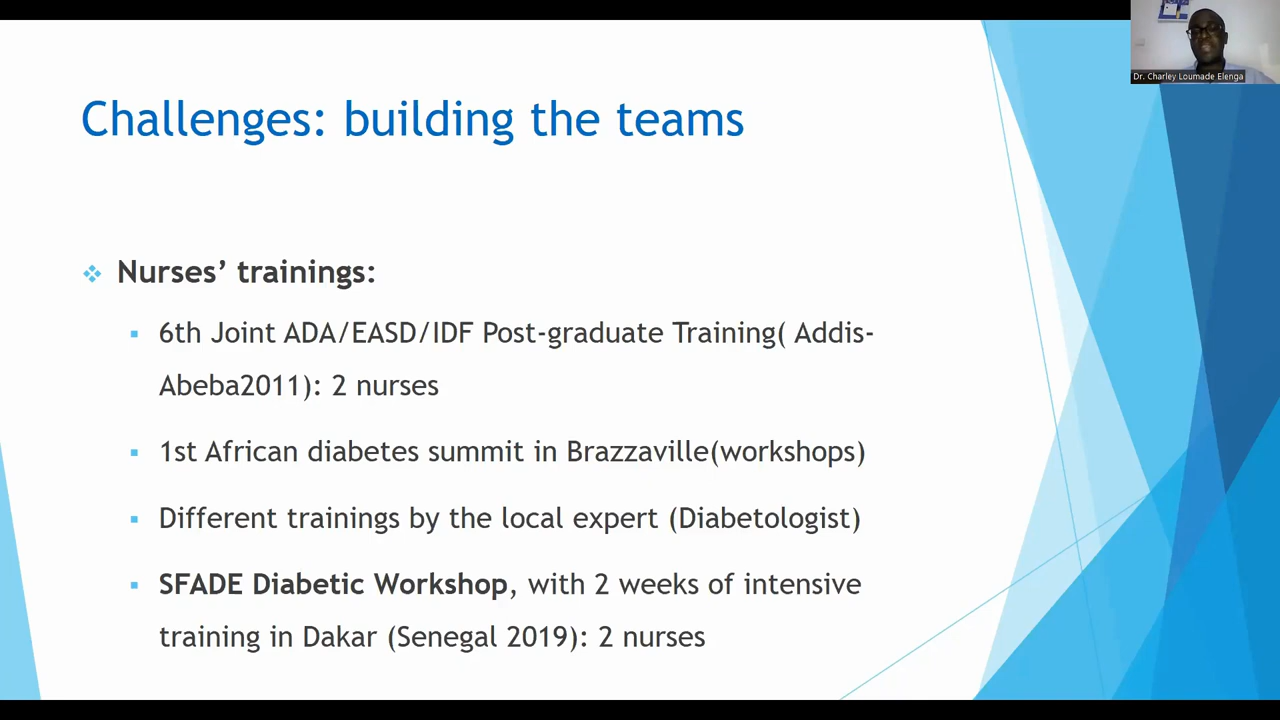 Dr. Charley Loumade Elenga
Challenges: building the teams
Nurses’ trainings:
6th Joint ADA/EASD/IDF Post-graduate Training( Addis-
Abeba2011): 2 nurses
1st African diabetes summit in Brazzaville(workshops)
Different trainings by the local expert (Diabetologist)
SFADE Diabetic Workshop, with 2 weeks of intensive
training in Dakar (Senegal 2019): 2 nurses